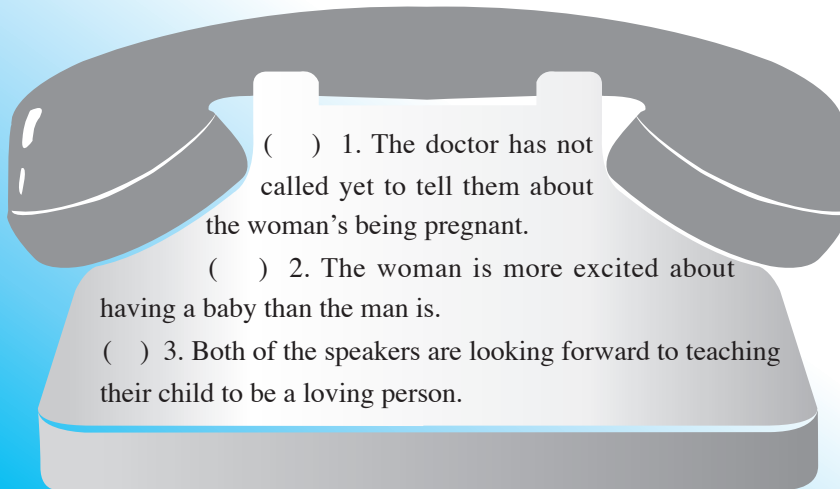 (    ) 1. The doctor has not
called yet to tell them about
the woman’s being pregnant.
(    ) 2. The woman is more excited about
having a baby than the man is.
(    ) 3. Both of the speakers are looking forward to teaching
their child to be a loving person.